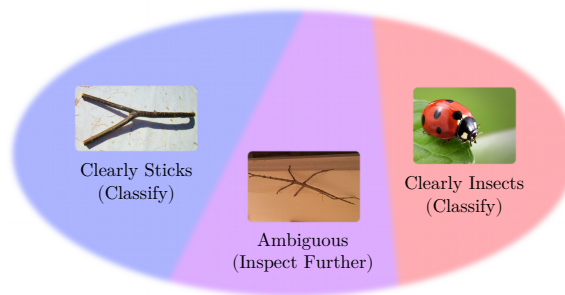 Clearly Sticks
(Classify)
Ambiguous
(Inspect Further)
Clearly Insects
(Classify)